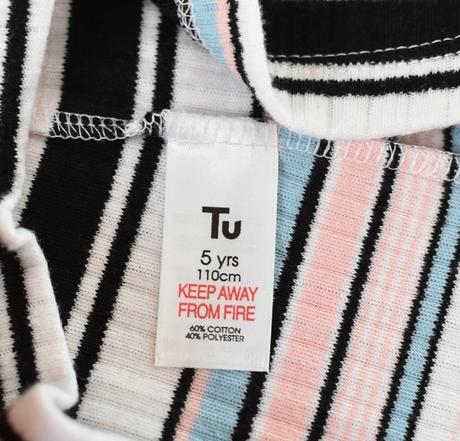 Tu
5 yrs
110cm
KEEP AWAY
FROM FIRE
60% COTTON
40% POLYESTER